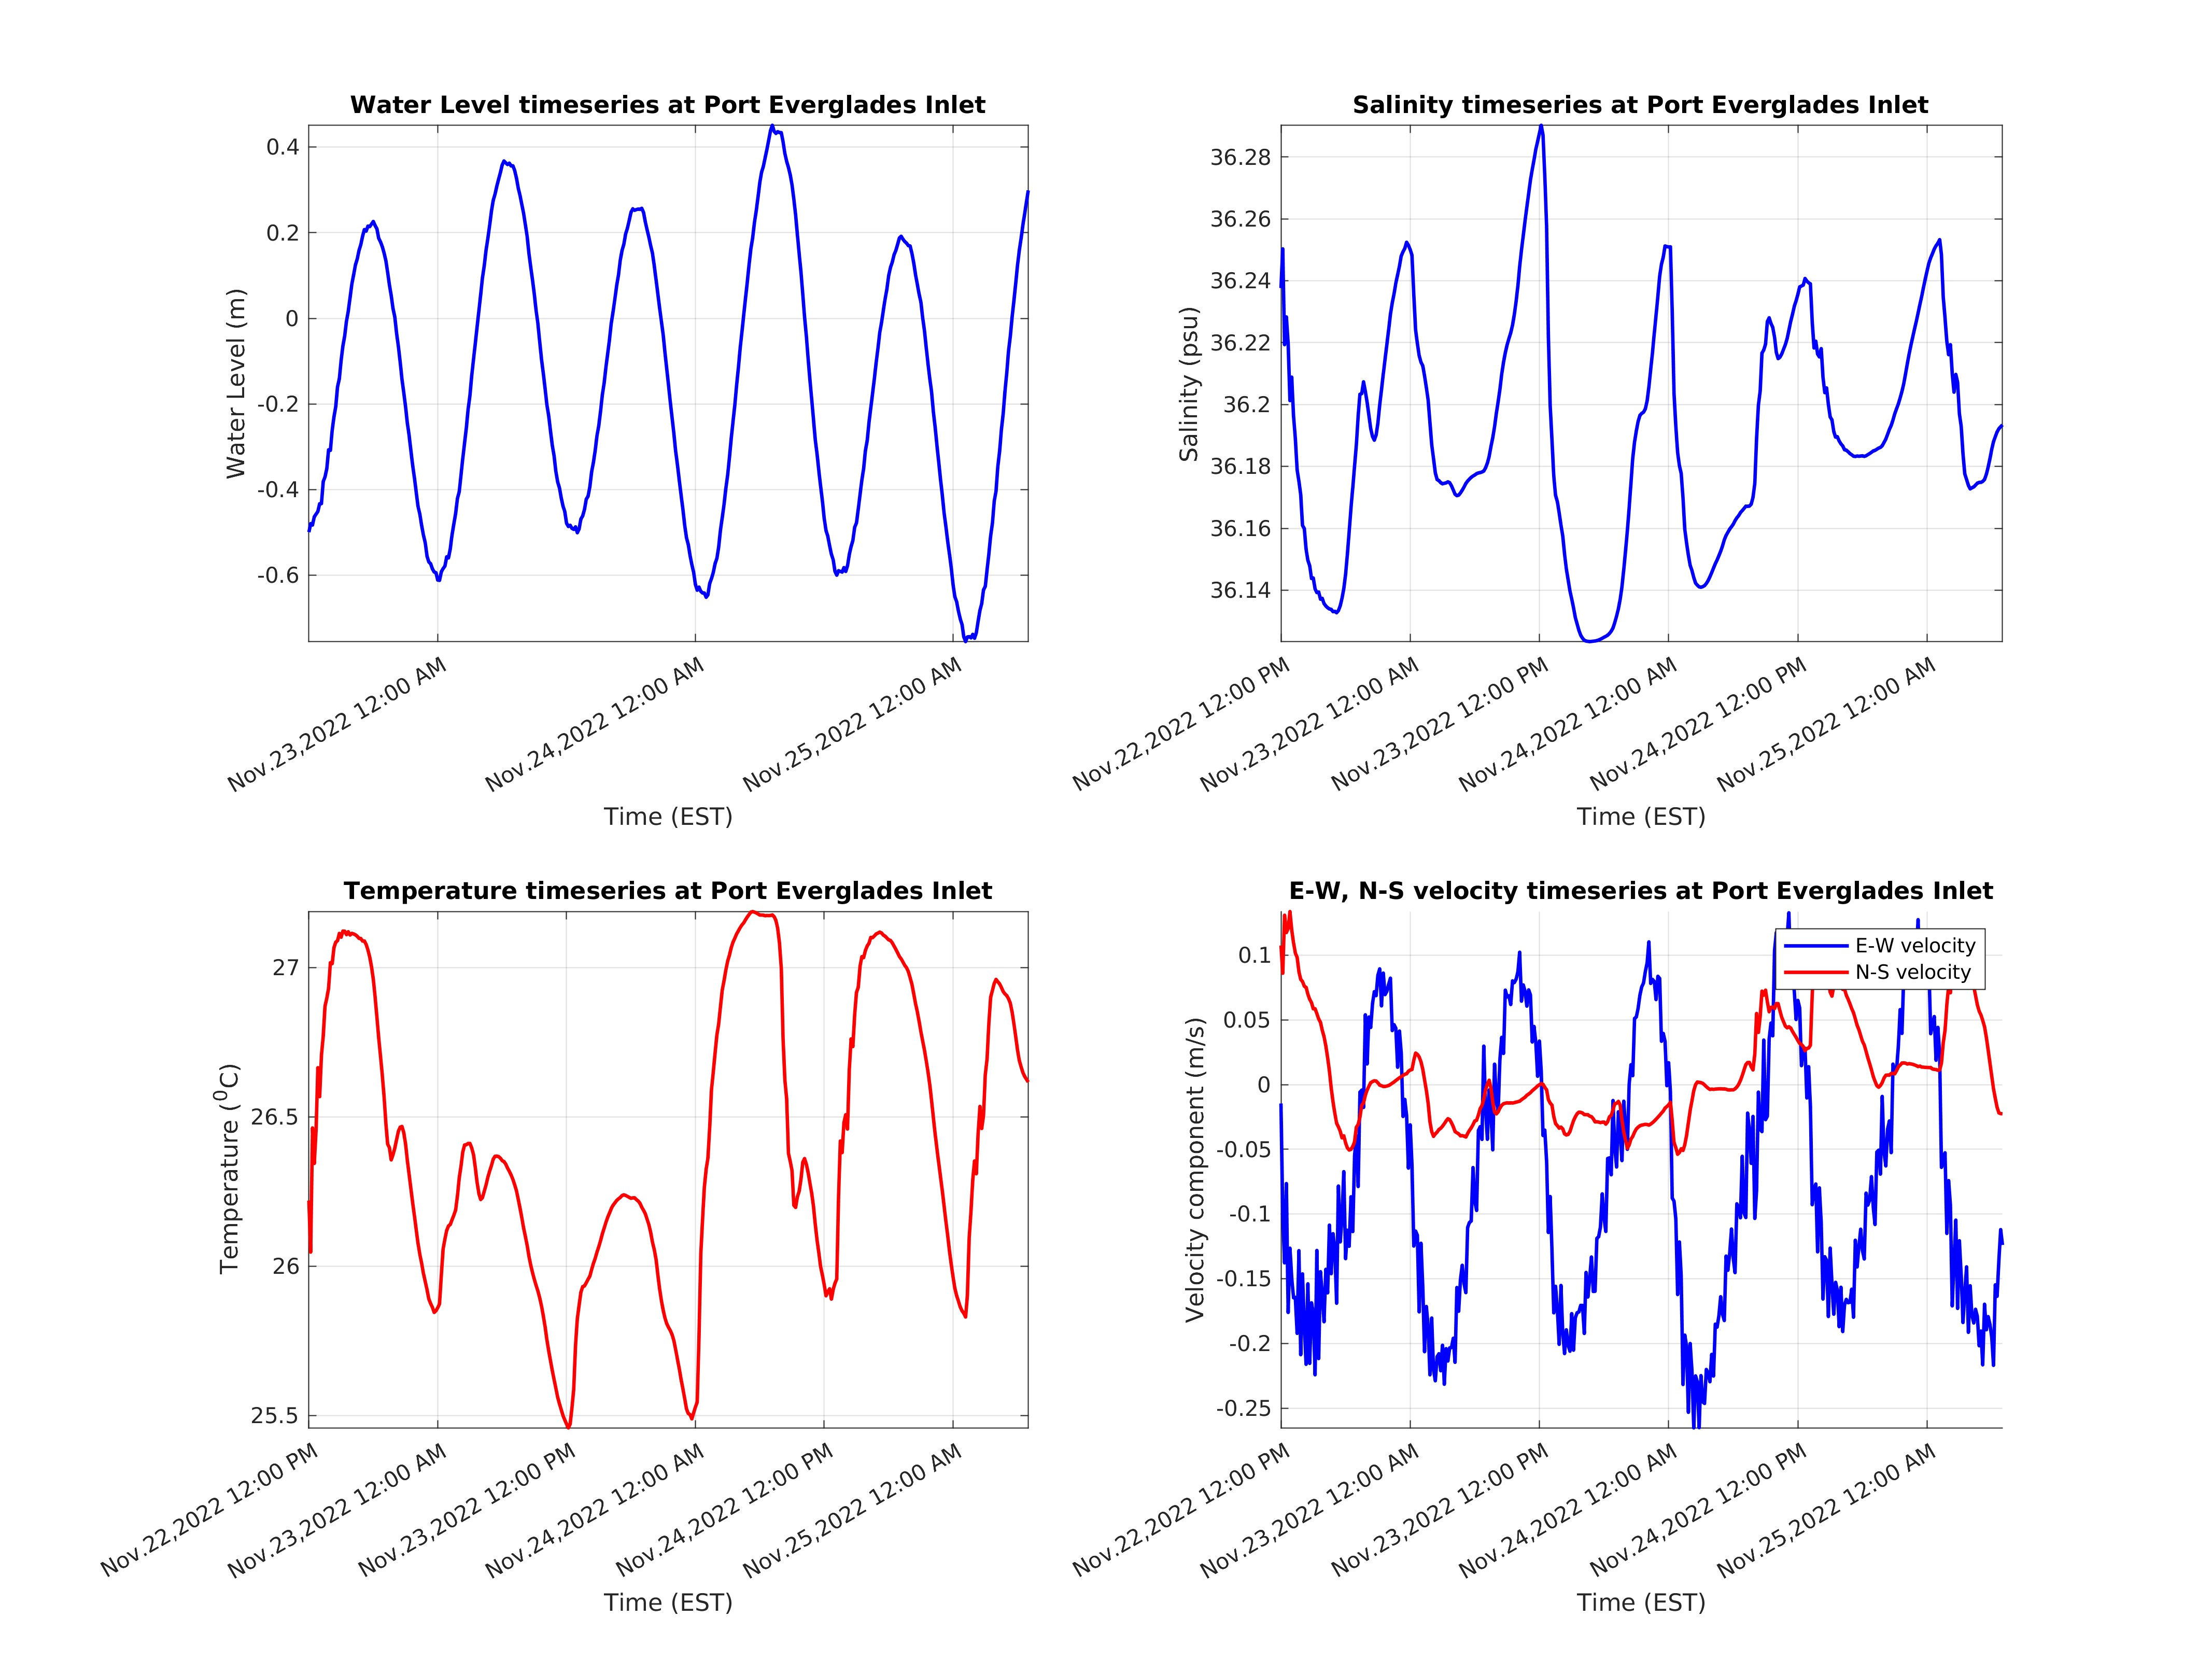 Water Level timeseries at Port Everglades Inlet
Water Level (m)
0.4
0.2
0
-0.2
-0.4
-0.6
Nov.23,2022 12:00 AM
Nov.24,2022 12:00 AM
Nov.25,2022 12:00 AM
Time (EST)
Salinity timeseries at Port Everglades Inlet
Salinity (psu)
36.28
36.26
36.24
36.22
36.2
36.18
36.16
36.14
Nov.22,2022 12:00 PM
Nov.23,2022 12:00 AM
Nov.23,2022 12:00 PM
Nov.24,2022 12:00 AM
Nov.24,2022 12:00 PM
Nov.25,2022 12:00 AM
Time (EST)
Temperature timeseries at Port Everglades Inlet
Temperature (⁰C)
27
26.5
26
25.5
Nov.22,2022 12:00 PM
Nov.23,2022 12:00 AM
Nov.23,2022 12:00 PM
Nov.24,2022 12:00 AM
Nov.24,2022 12:00 PM
Nov.25,2022 12:00 AM
Time (EST)
E-W, N-S velocity timeseries at Port Everglades Inlet
E-W velocity
N-S velocity
Velocity component (m/s)
0.1
0.05
0
-0.05
-0.1
-0.15
-0.2
-0.25
Nov.22,2022 12:00 PM
Nov.23,2022 12:00 AM
Nov.23,2022 12:00 PM
Nov.24,2022 12:00 AM
Nov.24,2022 12:00 PM
Nov.25,2022 12:00 AM
Time (EST)